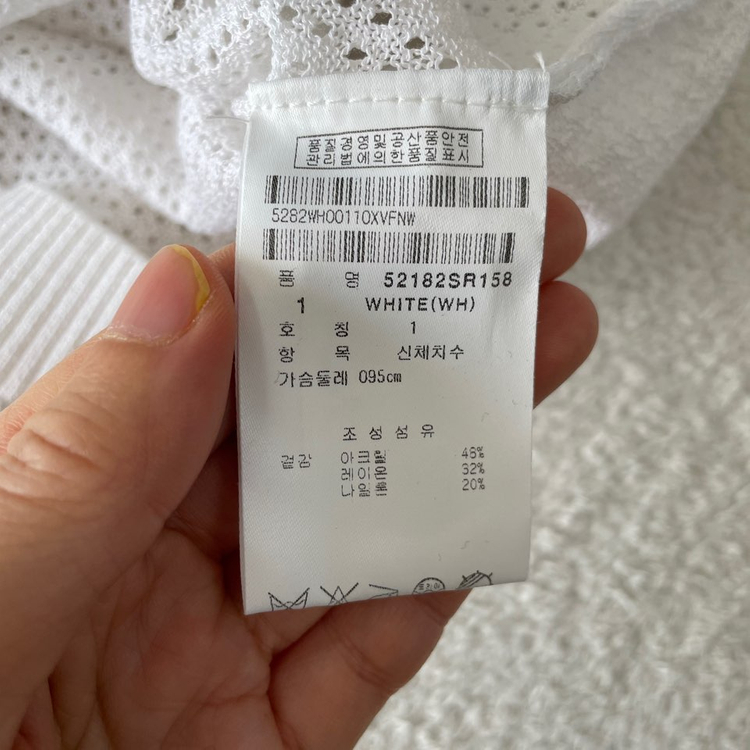 품질경영및공산품안전
관리법에의한품질표시
5282WH00110XVFNW
품 명 52182SR158
1 WHITE(WH)
호 칭 1
항 목 신체치수
가슴둘레 095cm
조 성 섬 유
겉감 아크릴 48%
레이온 32%
나일론 20%